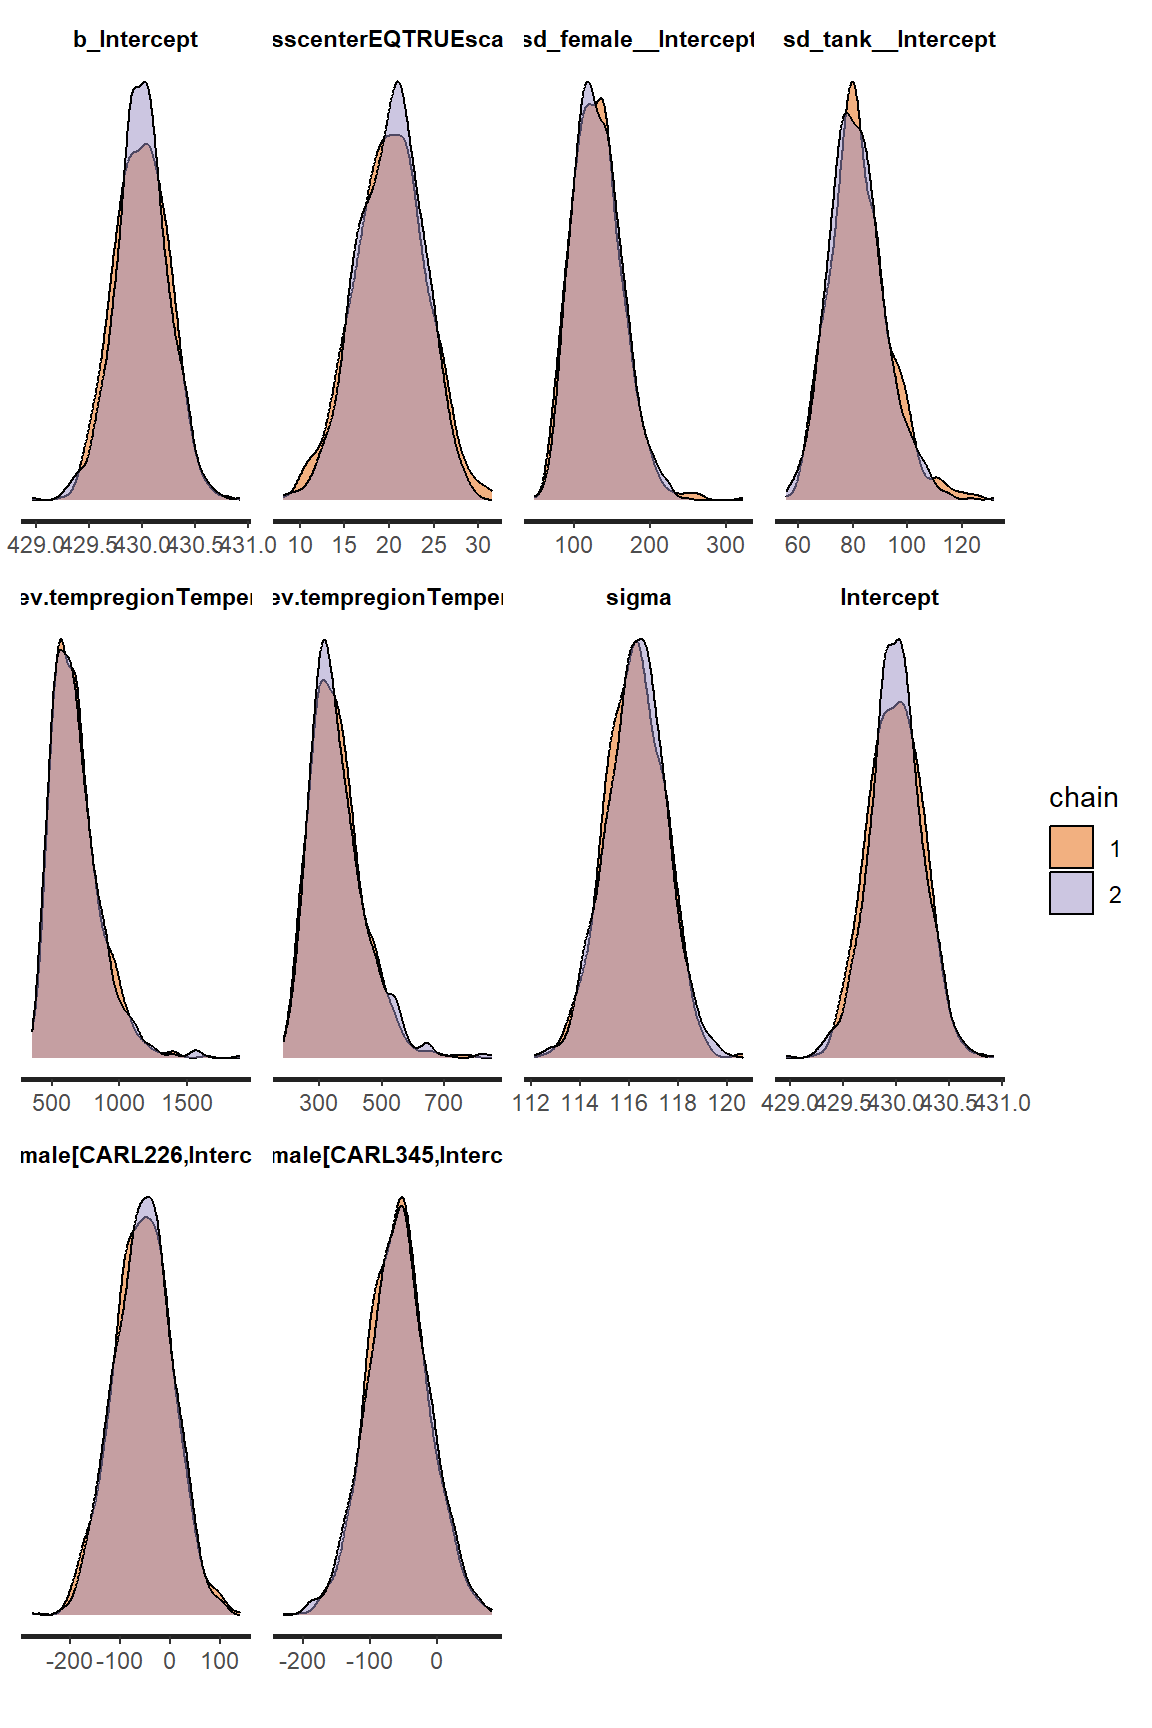 b_Intercept
sscenterEQTRUEsca
sd_female__Intercept
sd_tank__Intercept
429.0 429.5 430.0 430.5 431.0
10 15 20 25 30
100 200 300
60 80 100 120
ev.tempregionTemper
ev.tempregionTemper
sigma
Intercept
500 1000 1500
300 500 700
112 114 116 118 120
429.0 429.5 430.0 430.5 431.0
chain
1
2
male[CARL226,Interc
male[CARL345,Interc
-200 -100 0 100
-200 -100 0